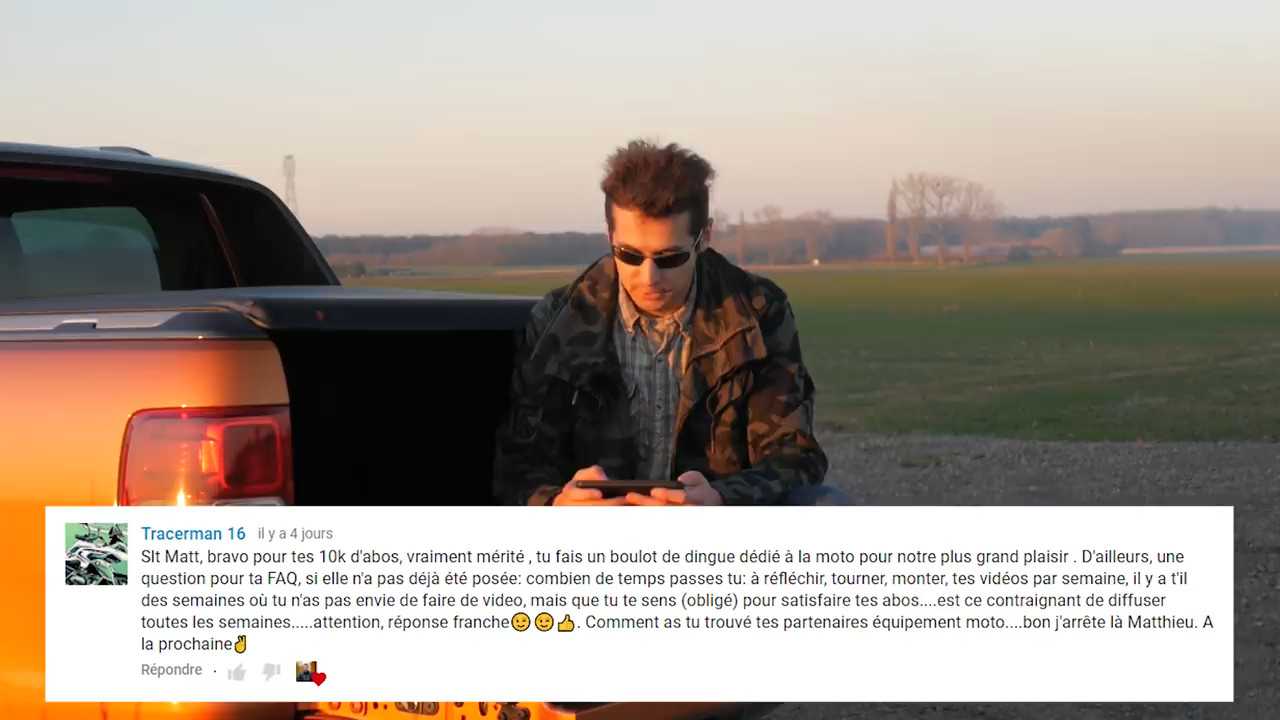 Tracerman 16 il y a 4 jours
Slt Matt, bravo pour tes 10k d'abos, vraiment mérité , tu fais un boulot de dingue dédié à la moto pour notre plus grand plaisir . D'ailleurs, une
question pour ta FAQ, si elle n'a pas déjà été posée: combien de temps passes tu: à réfléchir, tourner, monter, tes vidéos par semaine, il y a t'il
des semaines où tu n'as pas envie de faire de video, mais que tu te sens (obligé) pour satisfaire tes abos....est ce contraignant de diffuser
toutes les semaines.....attention, réponse franche😉😉👍. Comment as tu trouvé tes partenaires équipement moto....bon j'arrête là Matthieu. A
la prochaine✌
Répondre ·